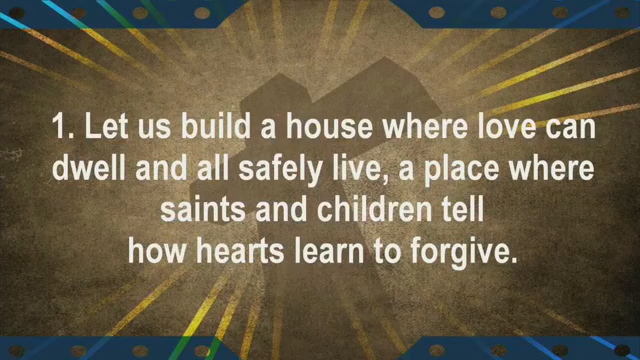 1. Let us build a house where love can
dwell and all safely live, a place where
saints and children tell
how hearts learn to forgive.